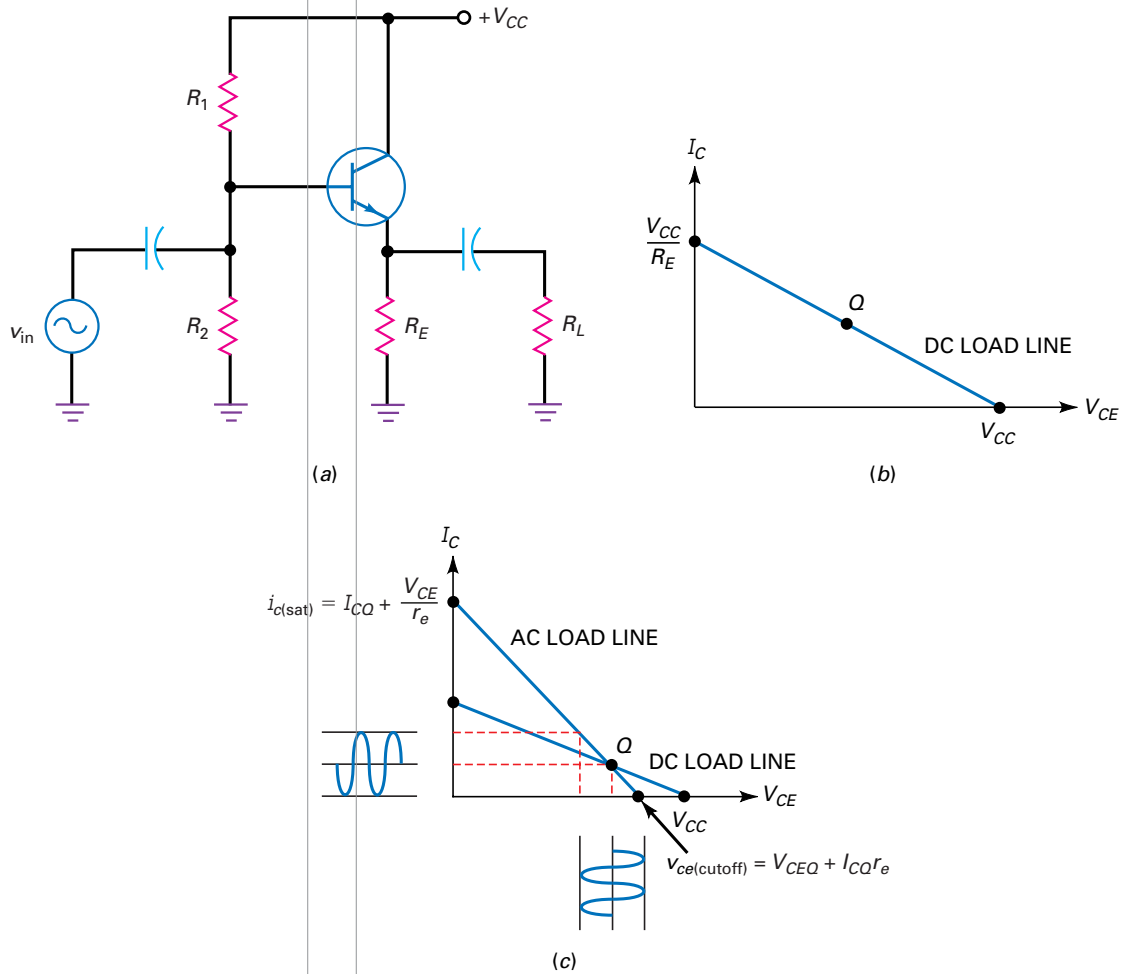 +V_CC
R_1
R_2
v_in
R_E
R_L
(a)
I_C
V_CC
R_E
Q
DC LOAD LINE
V_CE
V_CC
(b)
I_C
i_c(sat) = I_CQ + V_CE / r_e
AC LOAD LINE
Q
DC LOAD LINE
V_CE
V_CC
v_ce(cutoff) = V_CEQ + I_CQ r_e
(c)